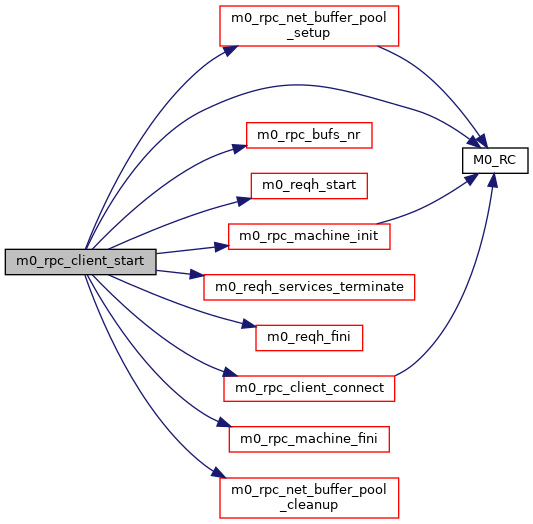 m0_rpc_net_buffer_pool
_setup
m0_rpc_bufs_nr
M0_RC
m0_reqh_start
m0_rpc_machine_init
m0_rpc_client_start
m0_reqh_services_terminate
m0_reqh_fini
m0_rpc_client_connect
m0_rpc_machine_fini
m0_rpc_net_buffer_pool
_cleanup